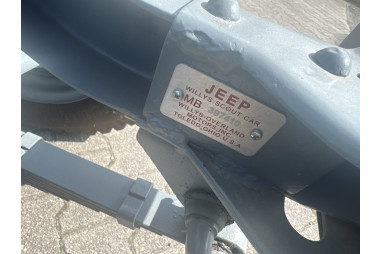 JEEP
WILLYS SCOUT CAR
MB
WILLYS-OVERLAND
MOTORS,INC
TOLEDO,OHIO U.S.A